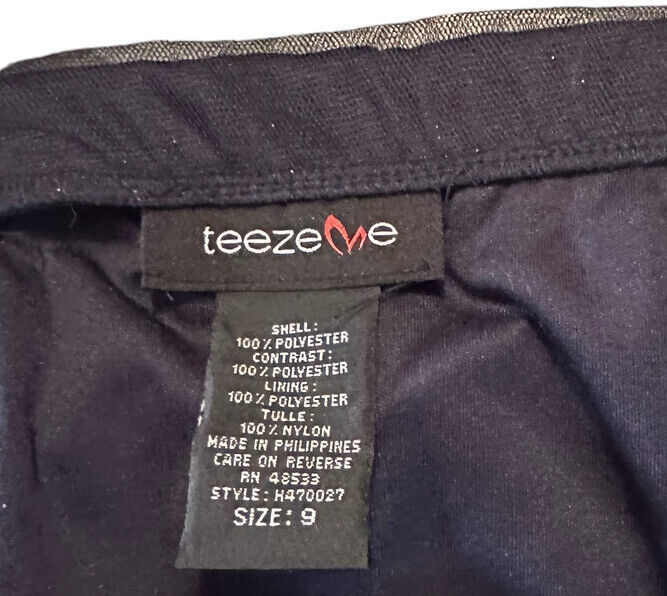 teezeMe
SHELL:
100% POLYESTER
CONTRAST:
100% POLYESTER
LINING:
100% POLYESTER
TULLE:
100% NYLON
MADE IN PHILIPPINES
CARE ON REVERSE
RN 48533
STYLE: H470027
SIZE: 9